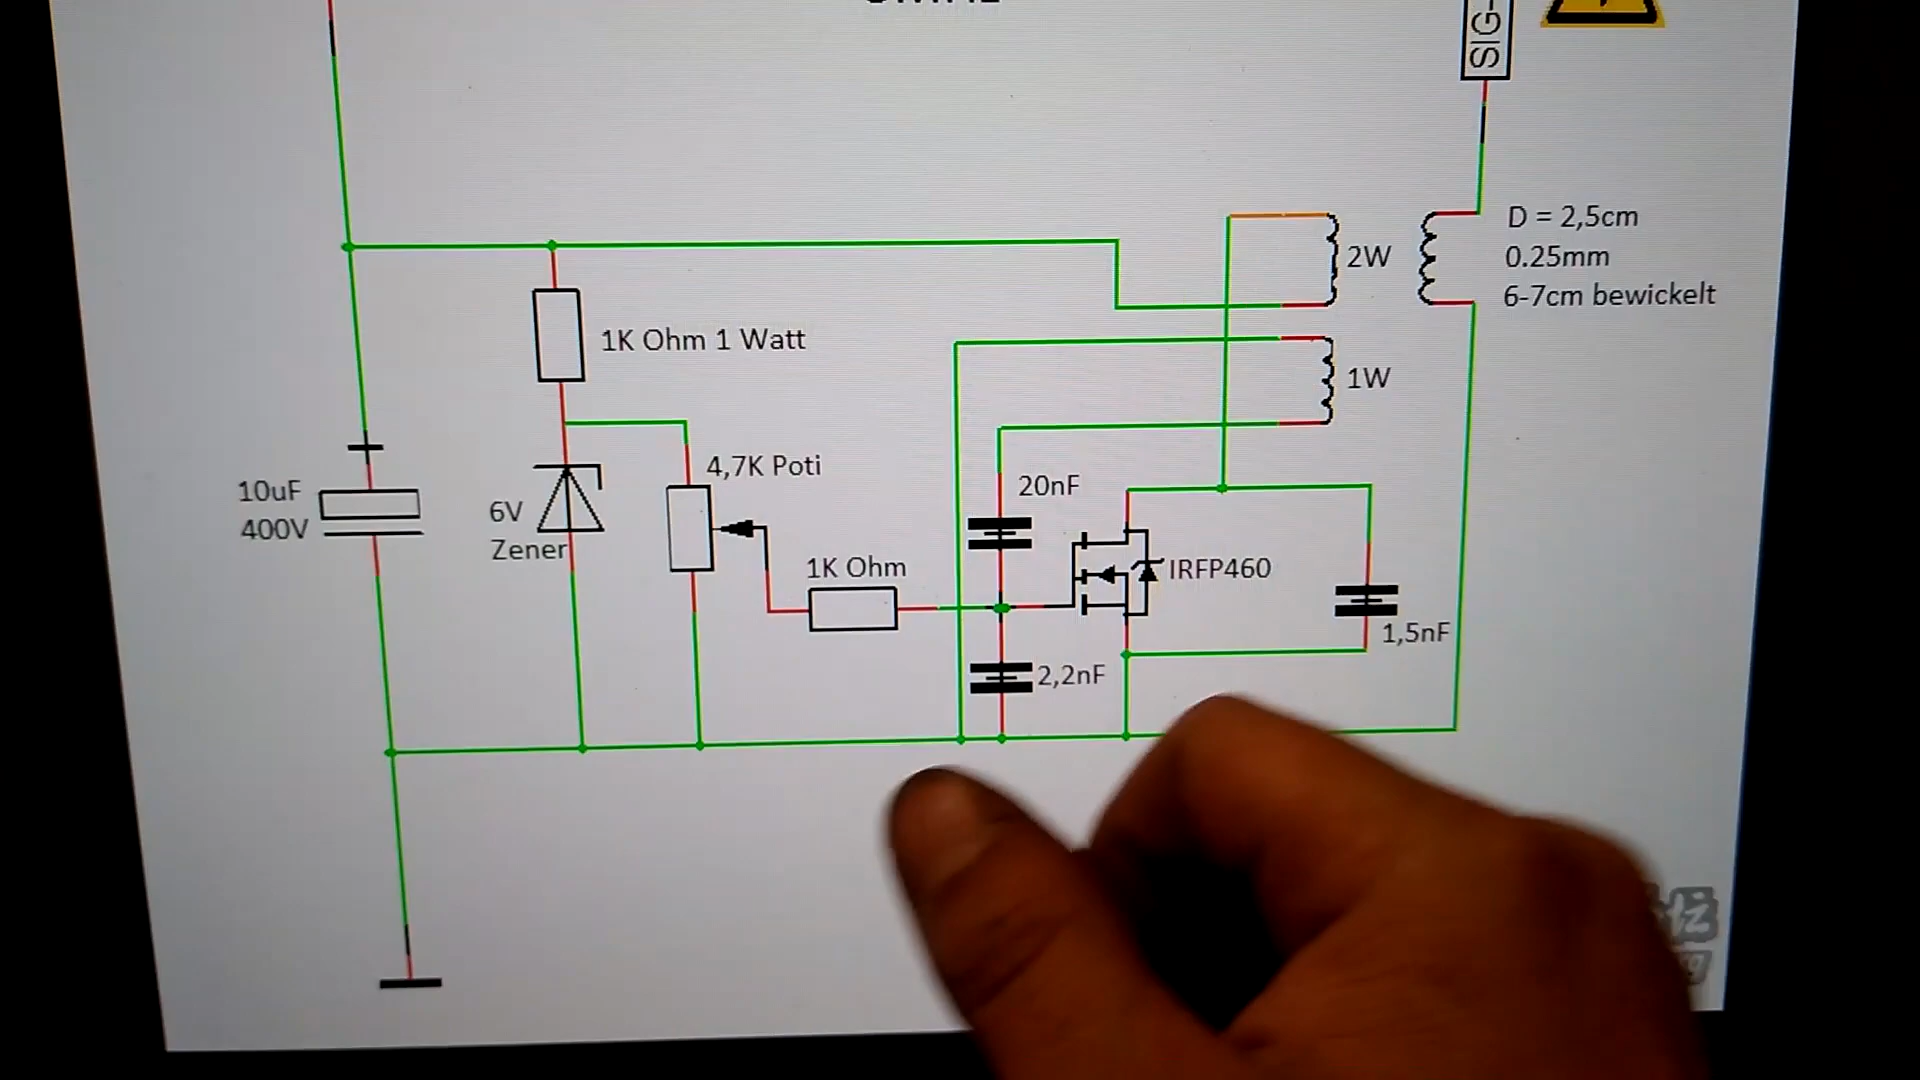 SIG-
D = 2,5cm
0.25mm
6-7cm bewickelt
2W
1W
1K Ohm 1 Watt
4,7K Poti
10uF
400V
6V
Zener
20nF
1K Ohm
IRFP460
1,5nF
2,2nF
坛